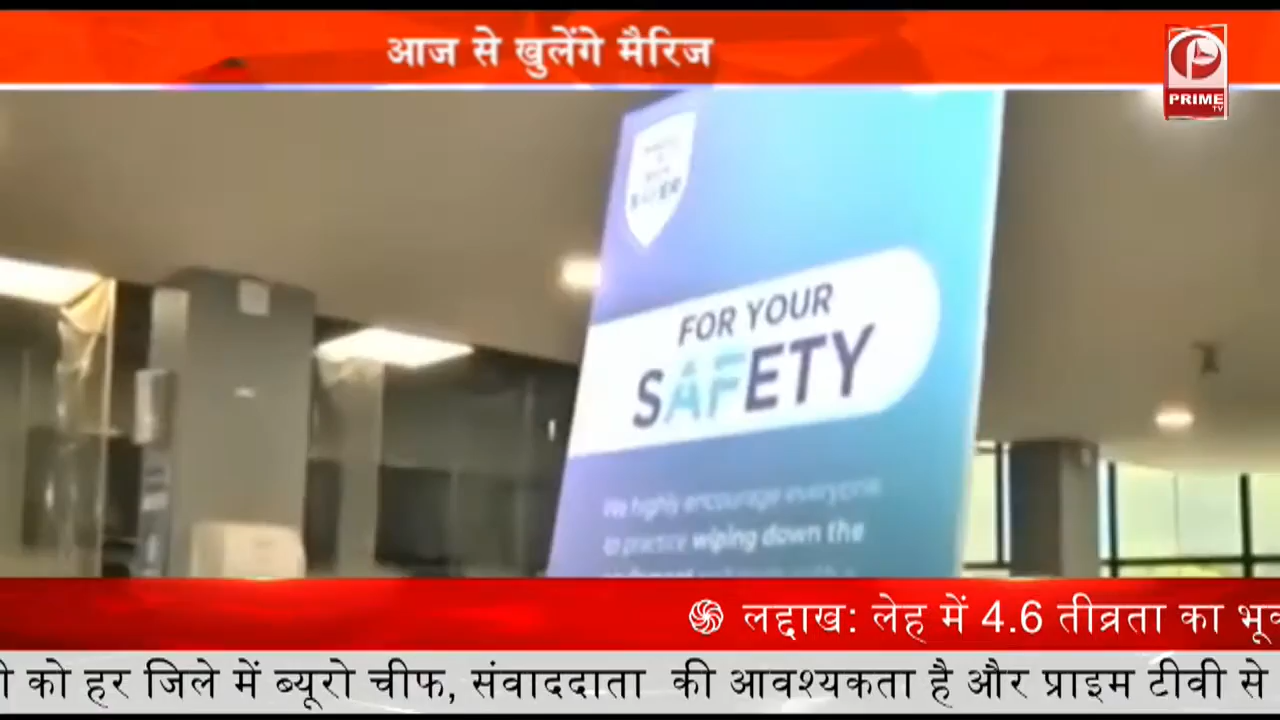 आज से खुलेंगे मैरिज
PRIME
TV
FOR YOUR
SAFETY
We highly encourage everyone
to practice wiping down the
लद्दाख: लेह में 4.6 तीव्रता का
को हर जिले में ब्यूरो चीफ, संवाददाता की आवश्यकता है और प्राइम टीवी से